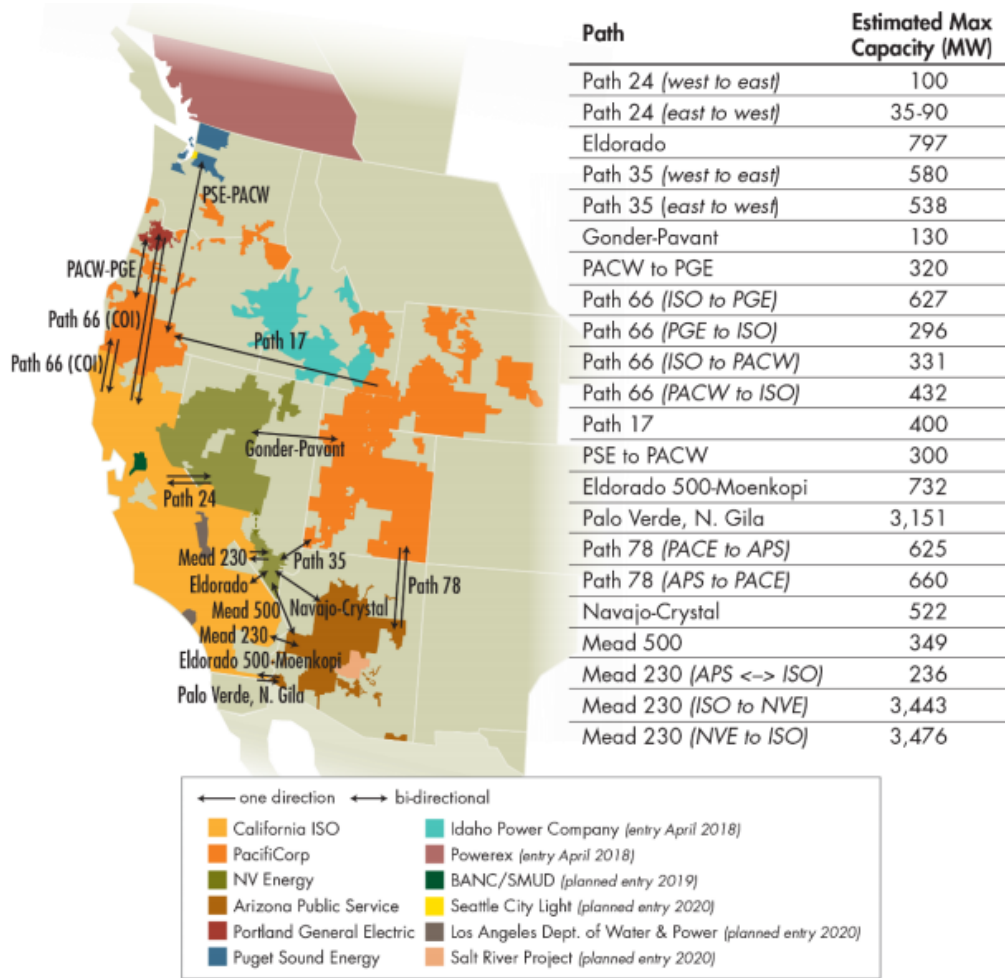 PSE-PACW
PACW-PGE
Path 66 (COI)
Path 66 (COI)
Path 17
Gonder-Pavant
Path 24
Mead 230
Path 35
Eldorado
Path 78
Mead 500
Navajo-Crystal
Mead 230
Eldorado 500-Moenkopi
Palo Verde, N. Gila
Path Estimated Max
Capacity (MW)
Path 24 (west to east) 100
Path 24 (east to west) 35-90
Eldorado 797
Path 35 (west to east) 580
Path 35 (east to west) 538
Gonder-Pavant 130
PACW to PGE 320
Path 66 (ISO to PGE) 627
Path 66 (PGE to ISO) 296
Path 66 (ISO to PACW) 331
Path 66 (PACW to ISO) 432
Path 17 400
PSE to PACW 300
Eldorado 500-Moenkopi 732
Palo Verde, N. Gila 3,151
Path 78 (PACE to APS) 625
Path 78 (APS to PACE) 660
Navajo-Crystal 522
Mead 500 349
Mead 230 (APS <–> ISO) 236
Mead 230 (ISO to NVE) 3,443
Mead 230 (NVE to ISO) 3,476
one direction bi-directional
California ISO
PacifiCorp
NV Energy
Arizona Public Service
Portland General Electric
Puget Sound Energy
Idaho Power Company (entry April 2018)
Powerex (entry April 2018)
BANC/SMUD (planned entry 2019)
Seattle City Light (planned entry 2020)
Los Angeles Dept. of Water & Power (planned entry 2020)
Salt River Project (planned entry 2020)